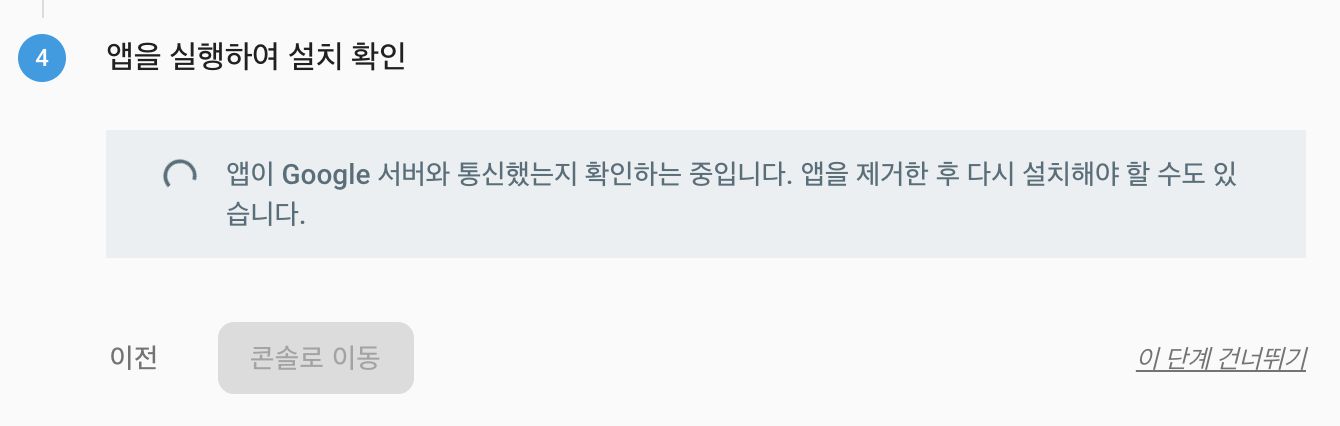 4
앱을 실행하여 설치 확인
앱이 Google 서버와 통신했는지 확인하는 중입니다. 앱을 제거한 후 다시 설치해야 할 수도 있
습니다.
이전
콘솔로 이동
이 단계 건너뛰기